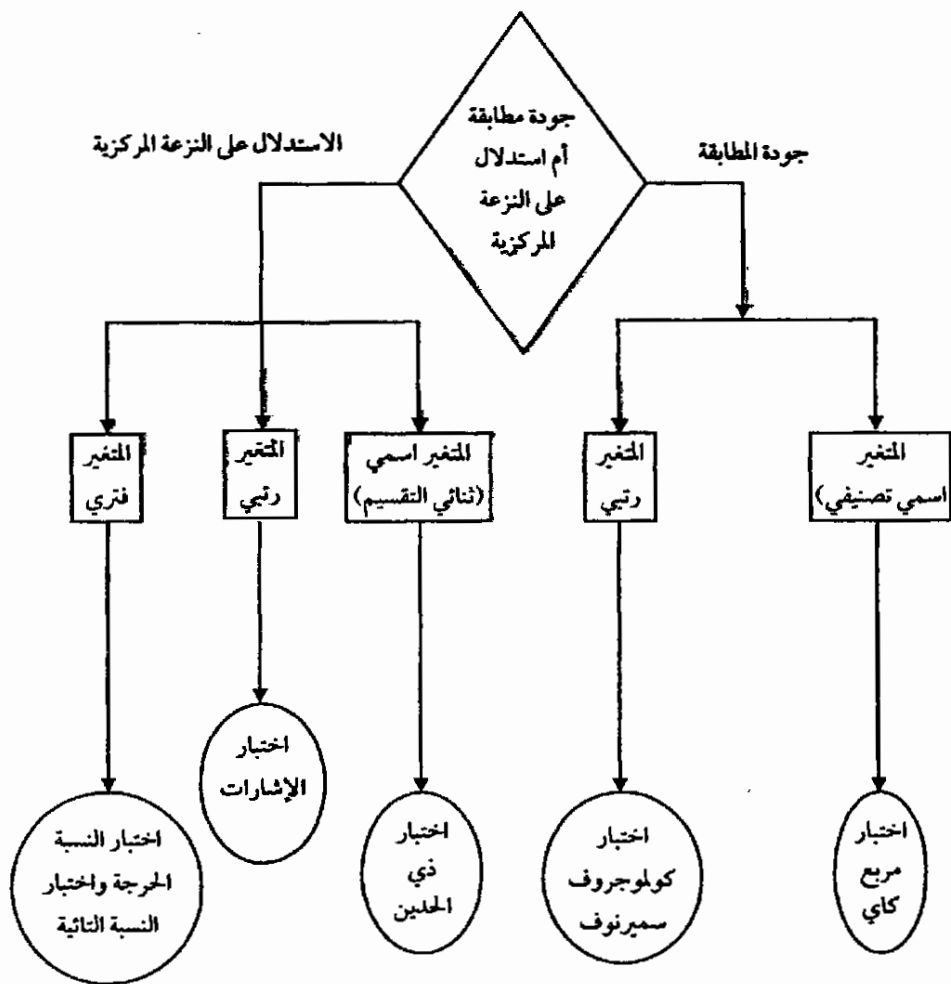 جودة مطابقة
أم استدلال
على النزعة
المركزية
جودة المطابقة
الاستدلال على النزعة المركزية
المتغير
اسمي تصنيفي)
المتغير
رتبي
المتغير اسمي
(ثنائي التقسيم)
المتغير
رتبي
المتغير
فتري
اختبار
مربع
كاي
اختبار
كولموجروف
سميرنوف
اختبار
ذي
الحدين
اختبار
الإشارات
اختبار النسبة
الحرجة واختبار
النسبة التائية